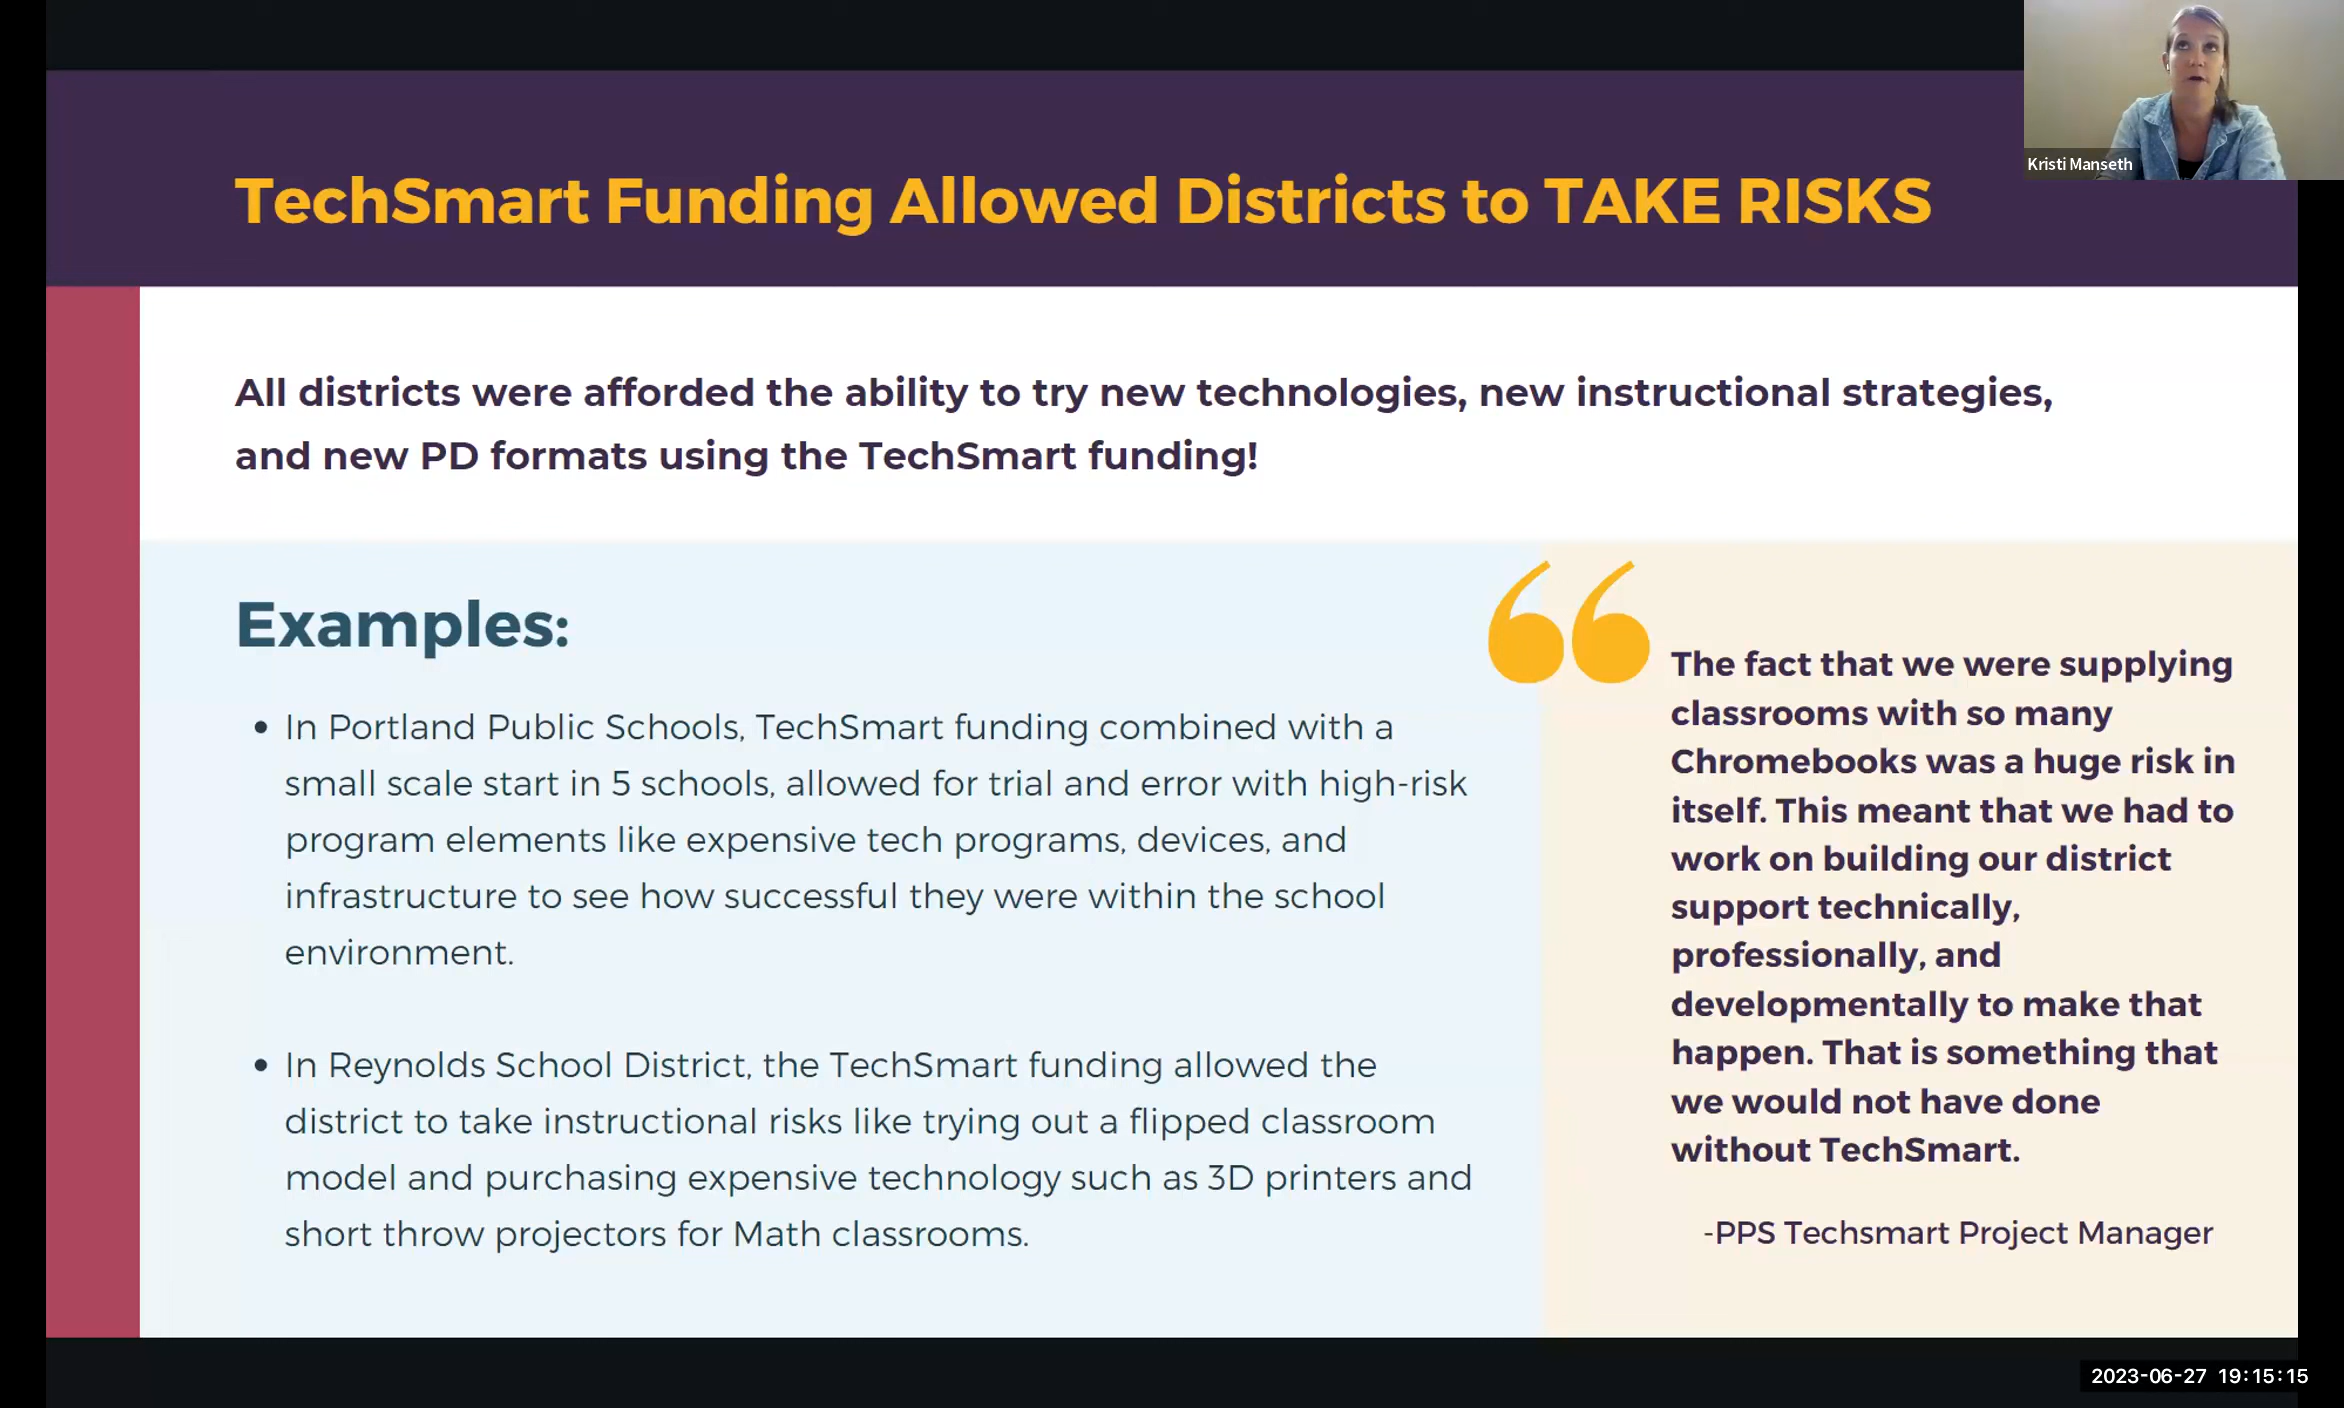 Kristi Manseth
TechSmart Funding Allowed Districts to TAKE RISKS
All districts were afforded the ability to try new technologies, new instructional strategies,
and new PD formats using the TechSmart funding!
Examples:
• In Portland Public Schools, TechSmart funding combined with a
small scale start in 5 schools, allowed for trial and error with high-risk
program elements like expensive tech programs, devices, and
infrastructure to see how successful they were within the school
environment.
• In Reynolds School District, the TechSmart funding allowed the
district to take instructional risks like trying out a flipped classroom
model and purchasing expensive technology such as 3D printers and
short throw projectors for Math classrooms.
“
The fact that we were supplying
classrooms with so many
Chromebooks was a huge risk in
itself. This meant that we had to
work on building our district
support technically,
professionally, and
developmentally to make that
happen. That is something that
we would not have done
without TechSmart.
-PPS Techsmart Project Manager
2023-06-27 19:15:15